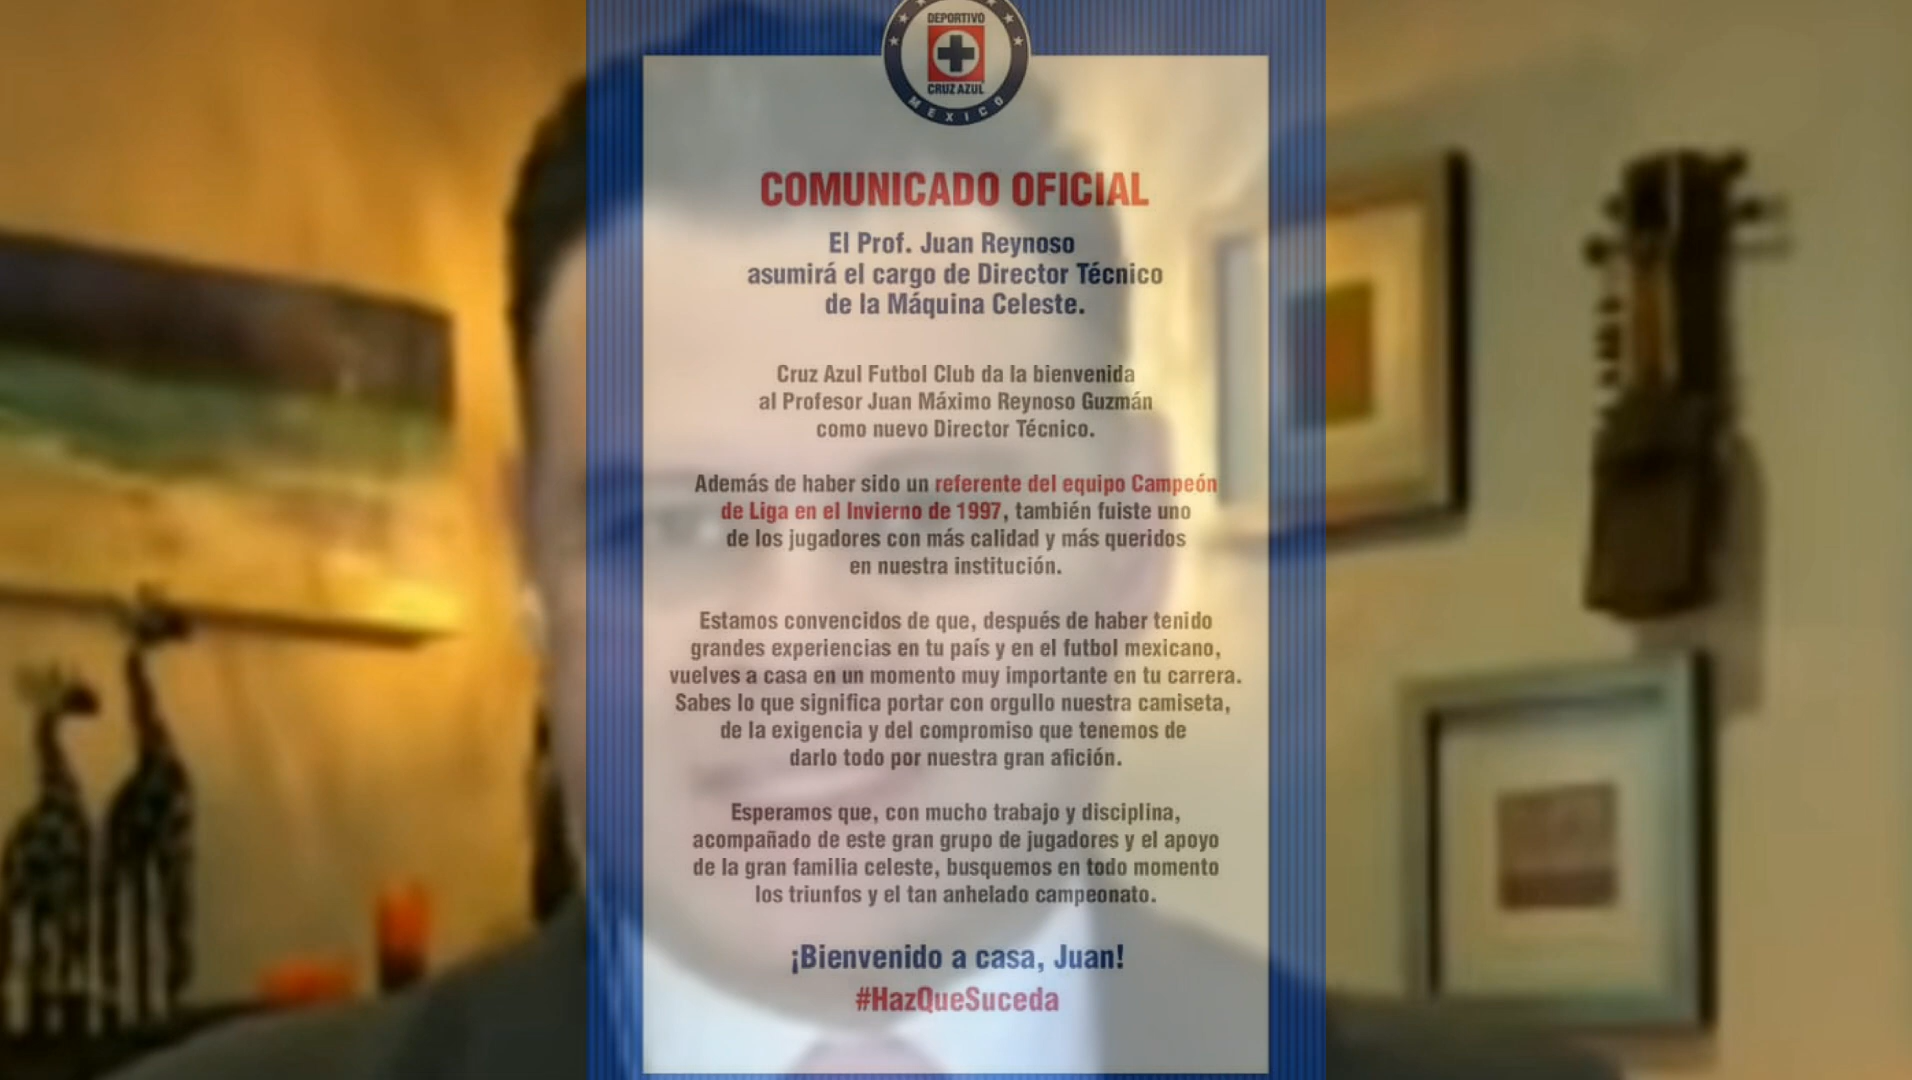 DEPORTIVO
CRUZ AZUL
MEXICO
COMUNICADO OFICIAL
El Prof. Juan Reynoso
asumirá el cargo de Director Técnico
de la Máquina Celeste.
Cruz Azul Futbol Club da la bienvenida
al Profesor Juan Máximo Reynoso Guzmán
como nuevo Director Técnico.
Además de haber sido un referente del equipo Campeón
de Liga en el Invierno de 1997, también fuiste uno
de los jugadores con más calidad y más queridos
en nuestra institución.
Estamos convencidos de que, después de haber tenido
grandes experiencias en tu país y en el futbol mexicano,
vuelves a casa en un momento muy importante en tu carrera.
Sabes lo que significa portar con orgullo nuestra camiseta,
de la exigencia y del compromiso que tenemos de
darlo todo por nuestra gran afición.
Esperamos que, con mucho trabajo y disciplina,
acompañado de este gran grupo de jugadores y el apoyo
de la gran familia celeste, busquemos en todo momento
los triunfos y el tan anhelado campeonato.
¡Bienvenido a casa, Juan!
#HazQueSuceda